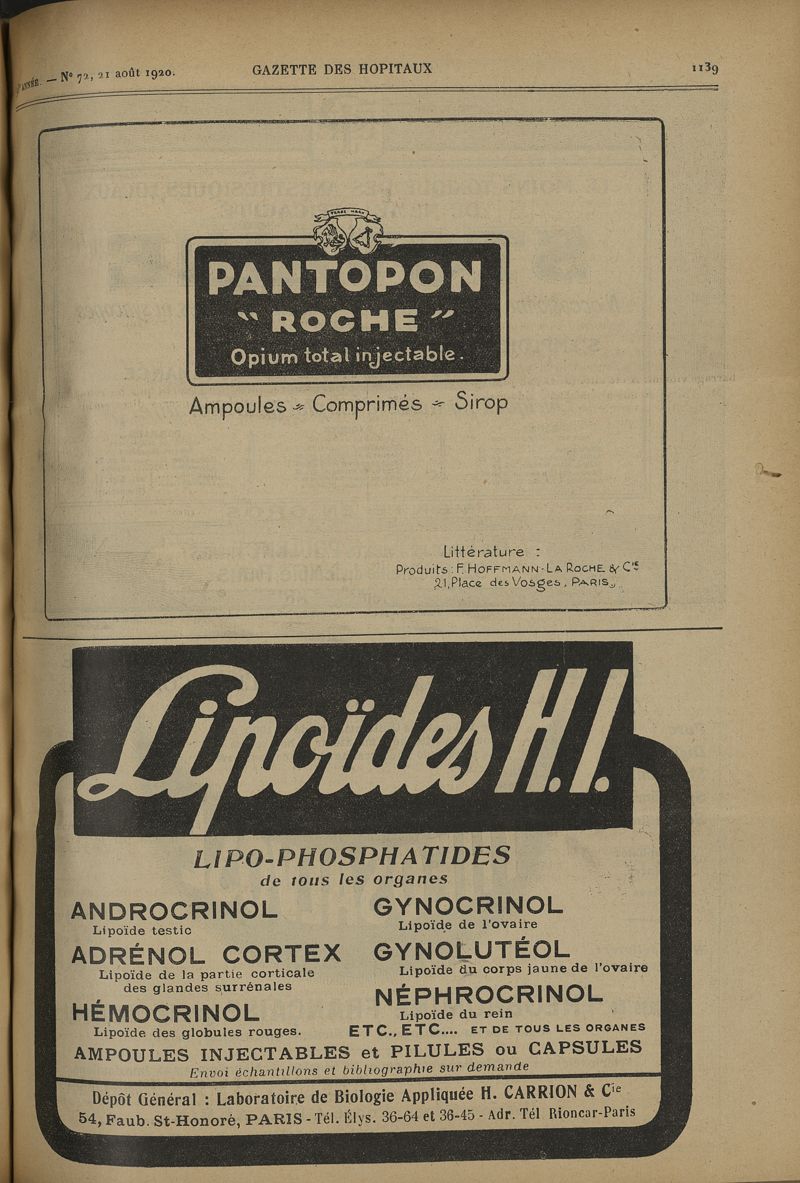 ANNÉE. — N° 72, 21 août 1920.
GAZETTE DES HOPITAUX
1139
TRADE MARK
PANTOPON
"ROCHE"
Opium total injectable.
Ampoules - Comprimés - Sirop
Littérature :
Produits : F. HOFFMANN-LA ROCHE & Cie
21, Place des Vosges, PARIS
Lipoïdes H.I.
LIPO-PHOSPHATIDES
de tous les organes
ANDROCRINOL
Lipoïde testic
ADRÉNOL CORTEX
Lipoïde de la partie corticale
des glandes surrénales
HÉMOCRINOL
Lipoïde des globules rouges.
GYNOCRINOL
Lipoïde de l'ovaire
GYNOLUTÉOL
Lipoïde du corps jaune de l'ovaire
NÉPHROCRINOL
Lipoïde du rein
ETC., ETC.... ET DE TOUS LES ORGANES
AMPOULES INJECTABLES et PILULES ou CAPSULES
Envoi échantillons et bibliographie sur demande
Dépôt Général : Laboratoire de Biologie Appliquée H. CARRION & Cie
54, Faub. St-Honoré, PARIS - Tél. Élys. 36-64 et 36-45 - Adr. Tél Rioncar-Paris